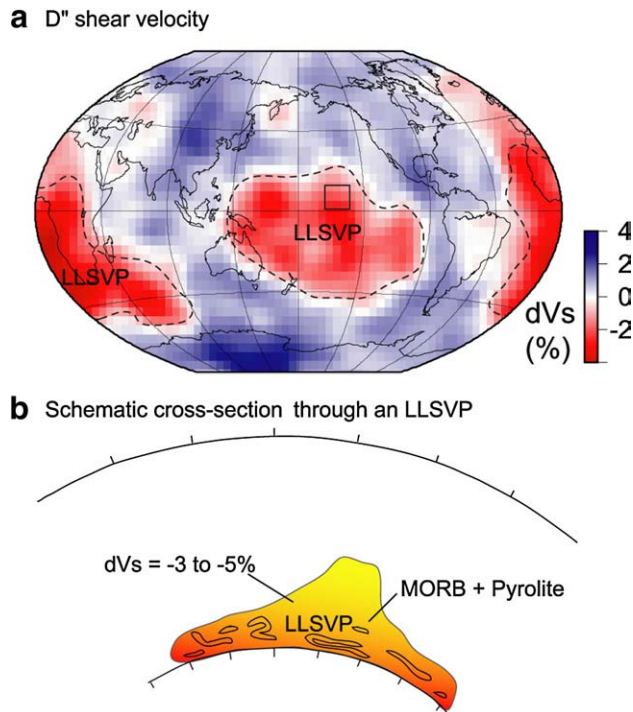 a D" shear velocity
LLSVP
LLSVP
4
2
0
-2
dVs
(%)
b Schematic cross-section through an LLSVP
dVs = -3 to -5%
MORB + Pyrolite
LLSVP